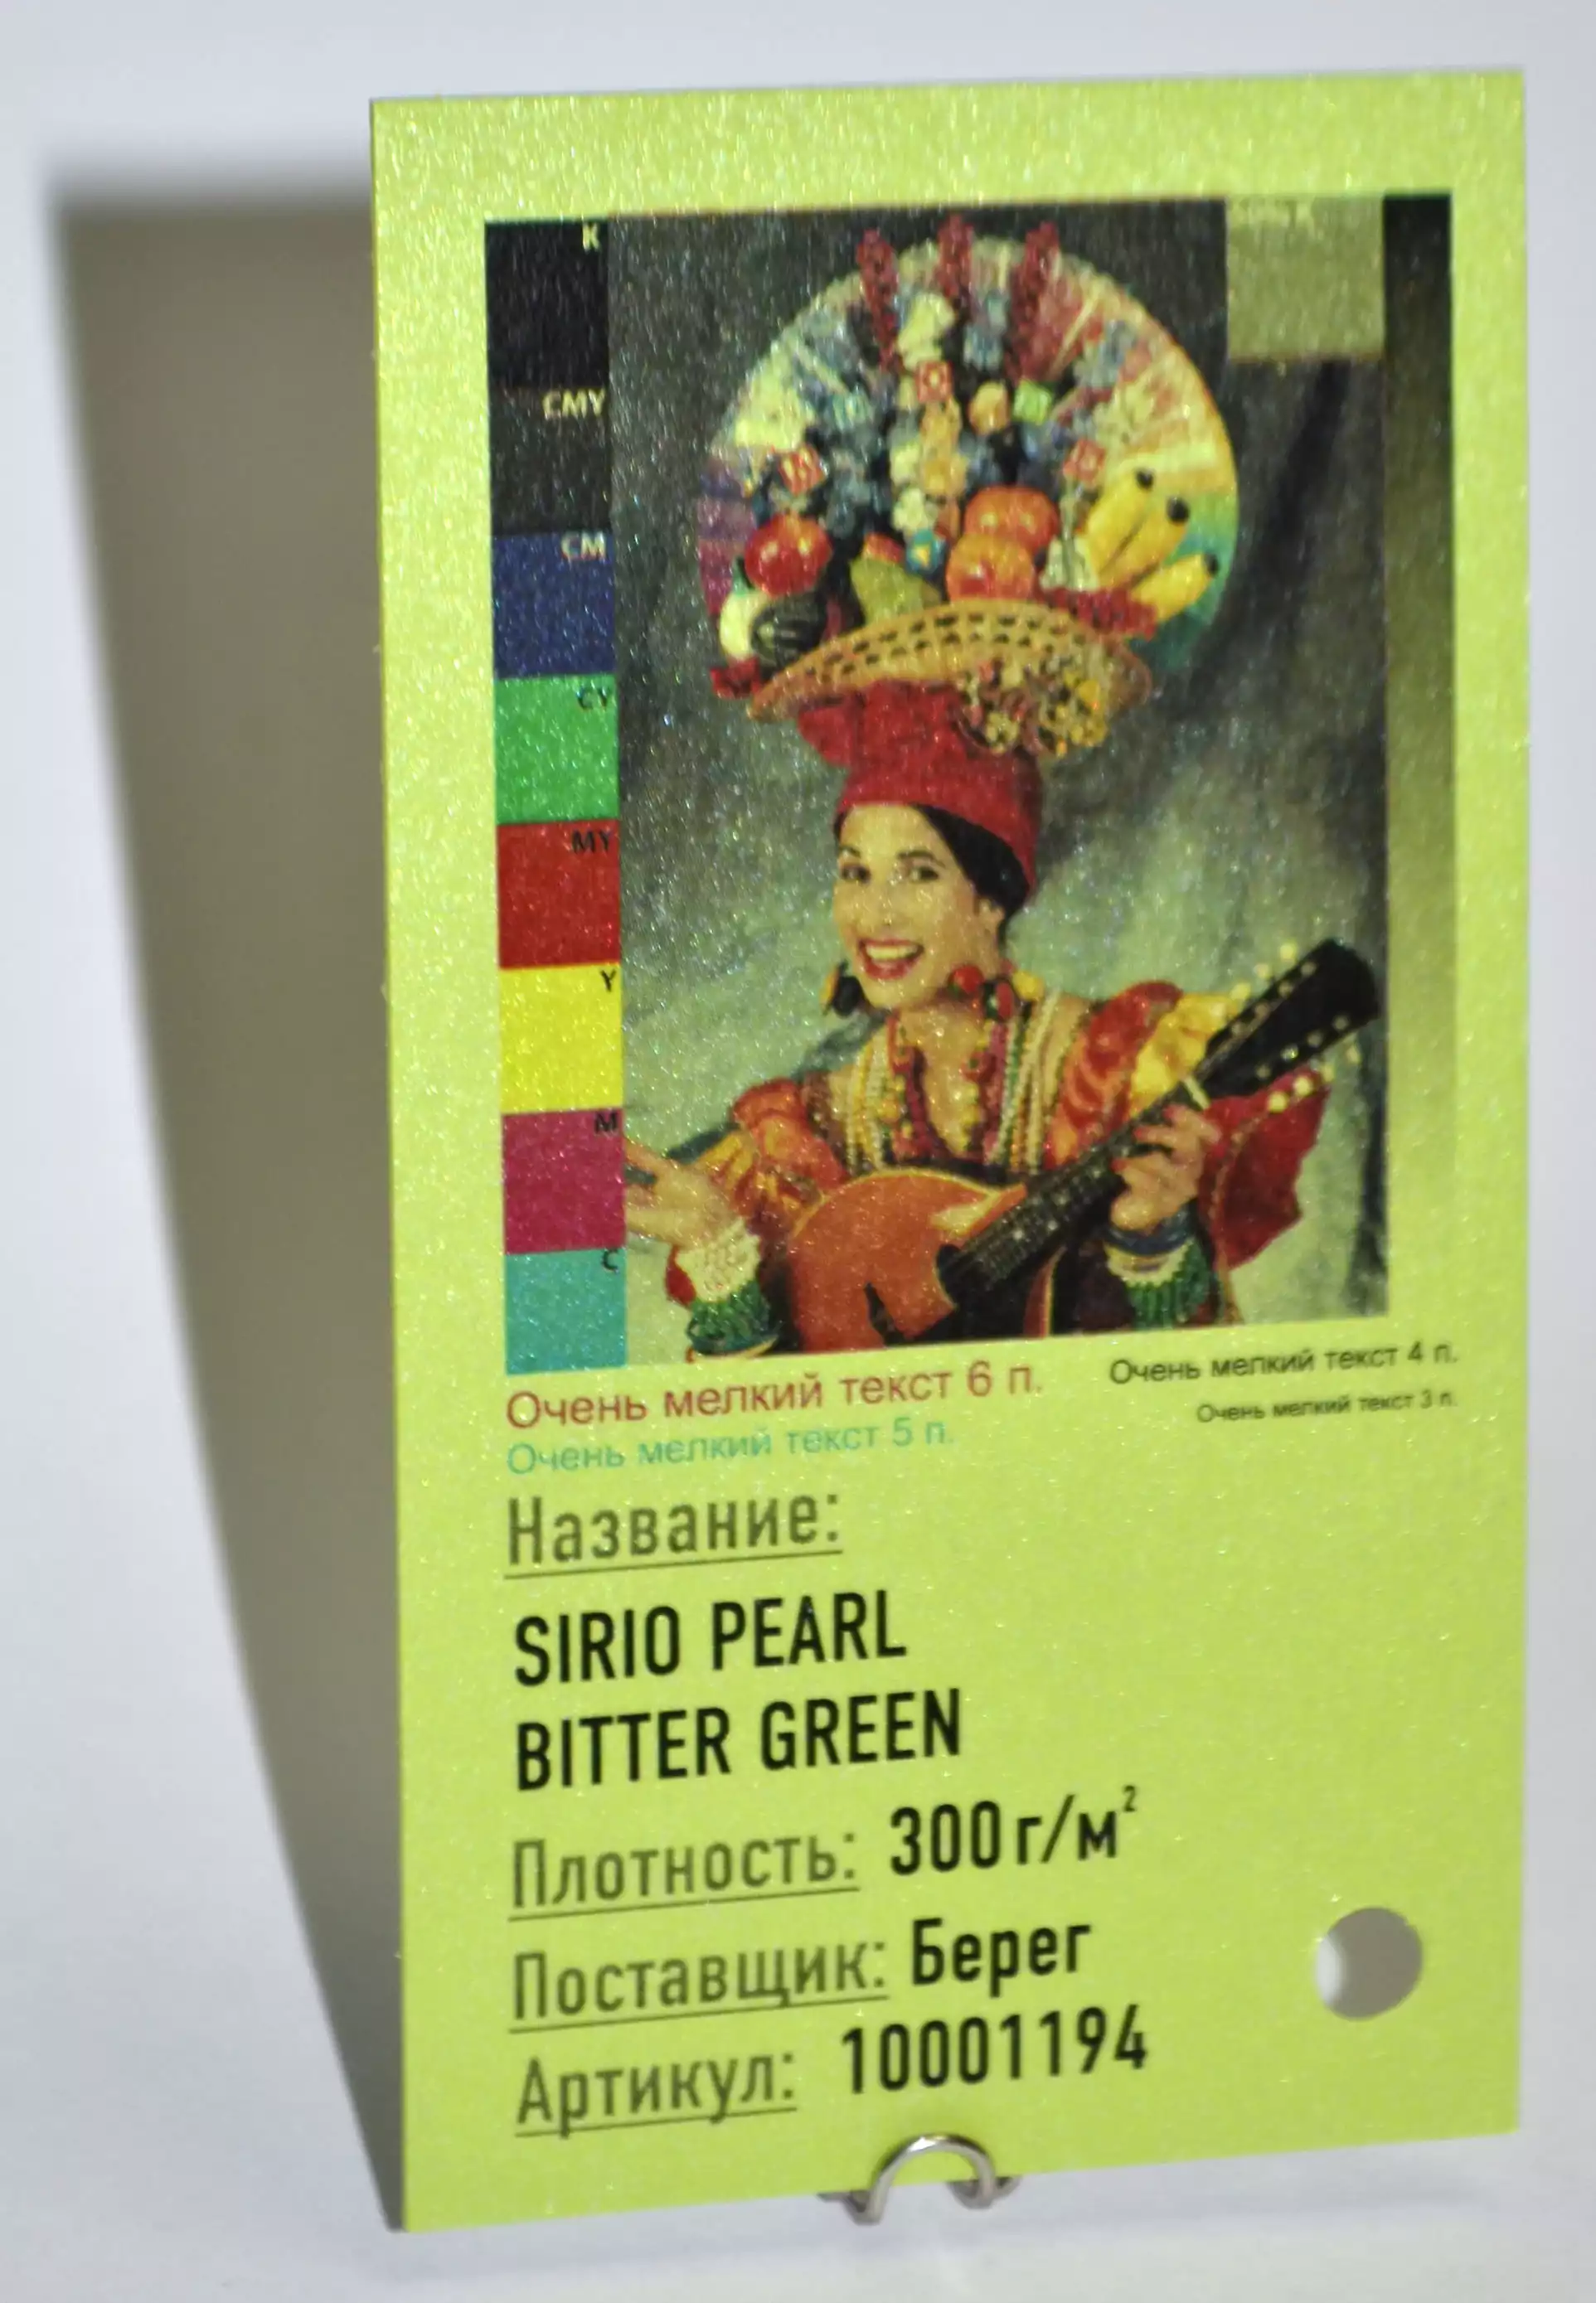 K
CMY
CM
CY
MY
Y
M
C
Очень мелкий текст 6 п.
Очень мелкий текст 4 п.
Очень мелкий текст 5 п.
Очень мелкий текст 3 п.
Название:
SIRIO PEARL
BITTER GREEN
Плотность: 300 г/м²
Поставщик: Берег
Артикул: 10001194